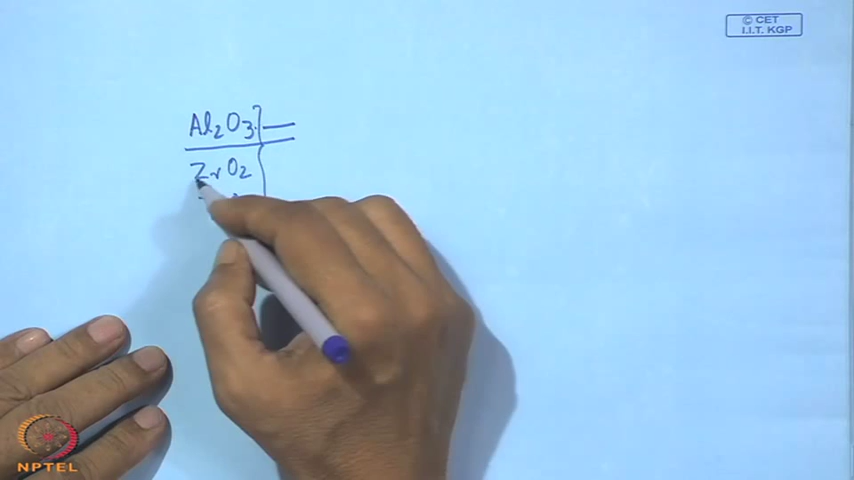 © CET
I.I.T. KGP
Al₂O₃
ZrO₂
NPTEL